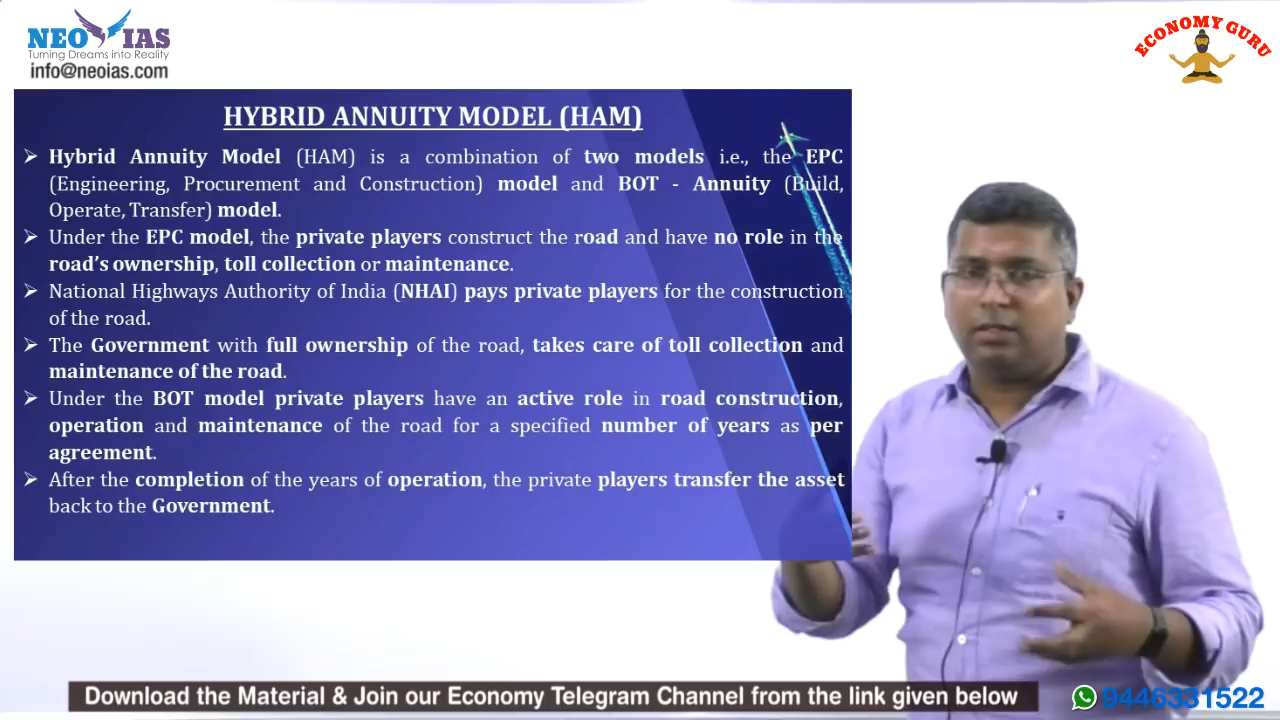 NEO IAS
Turning Dreams into Reality
info@neoias.com
ECONOMY GURU
HYBRID ANNUITY MODEL (HAM)
➢ Hybrid Annuity Model (HAM) is a combination of two models i.e., the EPC
(Engineering, Procurement and Construction) model and BOT - Annuity (Build,
Operate, Transfer) model.
➢ Under the EPC model, the private players construct the road and have no role in the
road's ownership, toll collection or maintenance.
➢ National Highways Authority of India (NHAI) pays private players for the construction
of the road.
➢ The Government with full ownership of the road, takes care of toll collection and
maintenance of the road.
➢ Under the BOT model private players have an active role in road construction,
operation and maintenance of the road for a specified number of years as per
agreement.
➢ After the completion of the years of operation, the private players transfer the asset
back to the Government.
Download the Material & Join our Economy Telegram Channel from the link given below
9446331522